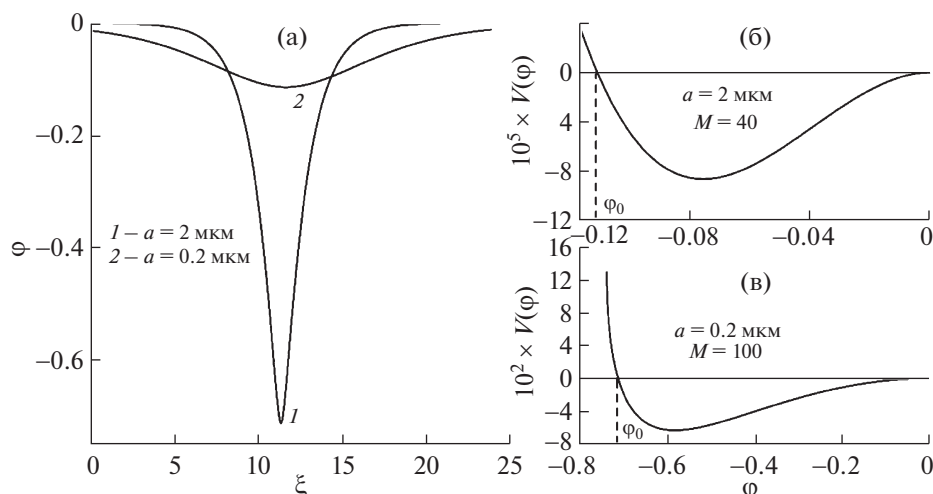 (а)
0
−0.2
−0.4
−0.6
φ
2
1 – a = 2 мкм
2 – a = 0.2 мкм
1
0
5
10
15
20
25
ξ
(б)
10⁵ × V(φ)
0
4
−8
−12
a = 2 мкм
M = 40
φ₀
−0.12
−0.08
−0.04
0
(в)
10² × V(φ)
16
12
8
4
0
−4
−8
a = 0.2 мкм
M = 100
φ₀
−0.8
−0.6
−0.4
−0.2
0
φ